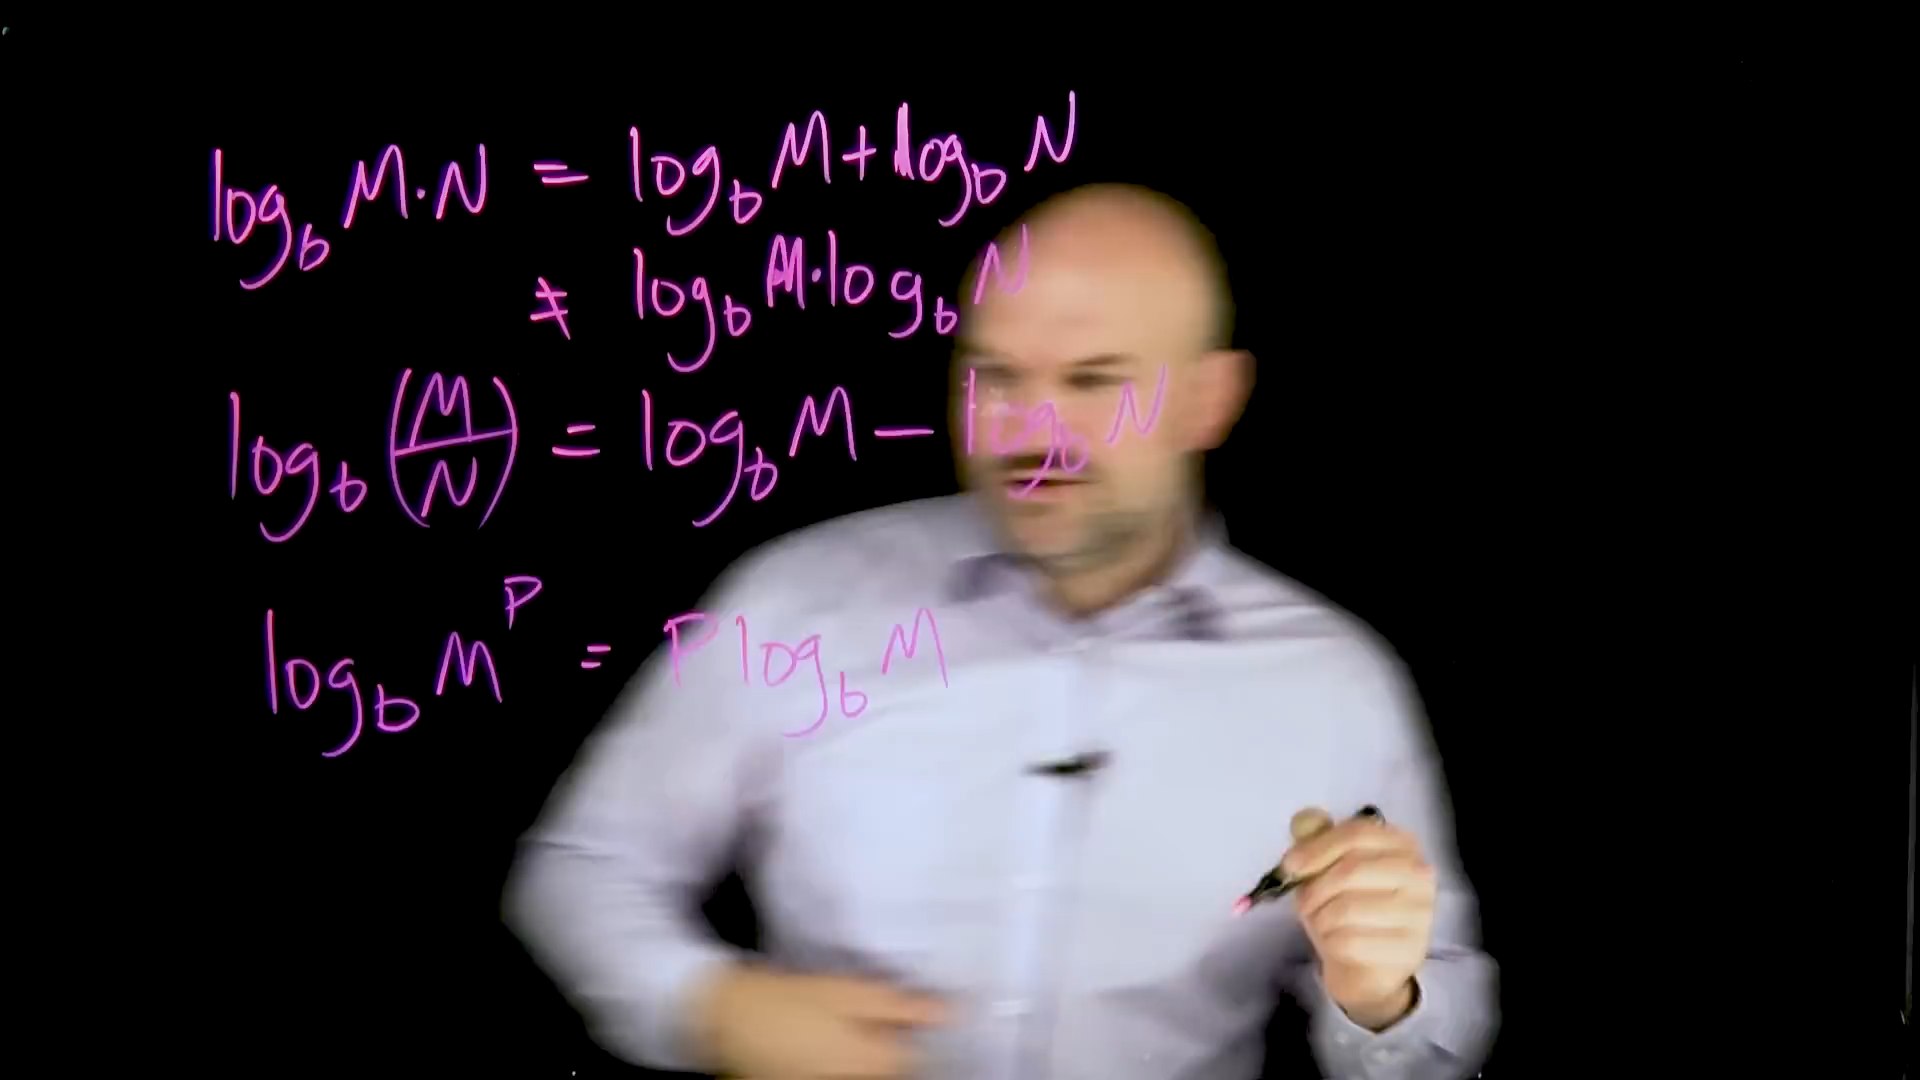 log_b M·N = log_b M + log_b N
≠ log_b M·log_b N
log_b (M/N) = log_b M − log_b N
log_b M^P = P log_b M